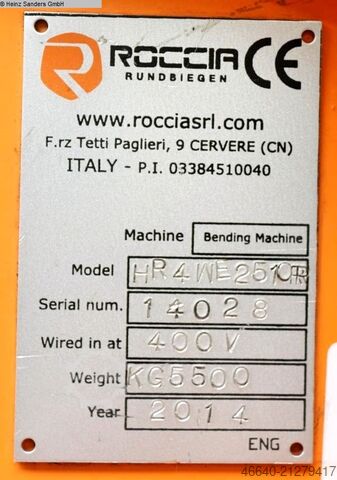 © Heinz Sanders GmbH
ROCCIA CE
RUNDBIEGEN
www.rocciasrl.com
F.rz Tetti Paglieri, 9 CERVERE (CN)
ITALY - P.I. 03384510040
Machine Bending Machine
Model HR4WE2510R
Serial num. 14028
Wired in at 400V
Weight KG5500
Year 2014
ENG
46640-21279417